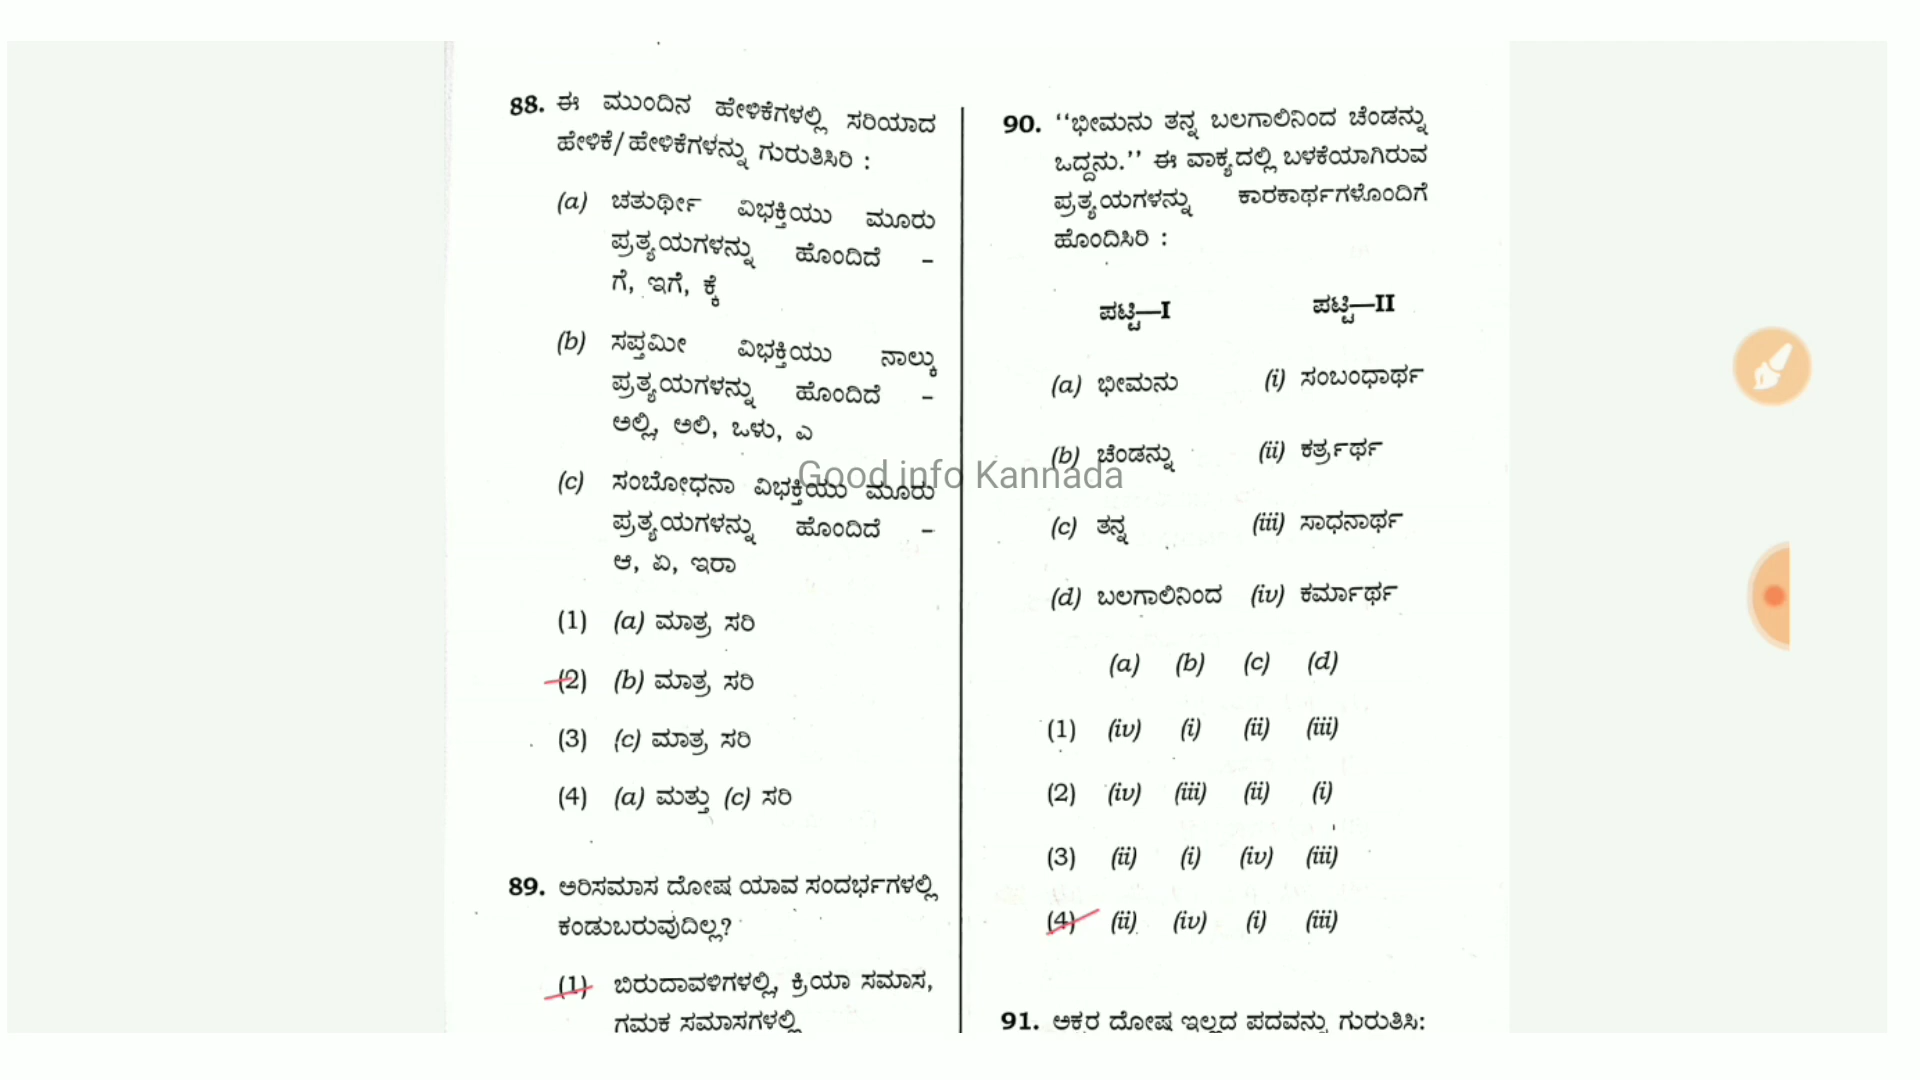 88. ಈ ಮುಂದಿನ ಹೇಳಿಕೆಗಳಲ್ಲಿ ಸರಿಯಾದ
ಹೇಳಿಕೆ/ಹೇಳಿಕೆಗಳನ್ನು ಗುರುತಿಸಿರಿ :
(a) ಚತುರ್ಥೀ ವಿಭಕ್ತಿಯು ಮೂರು
ಪ್ರತ್ಯಯಗಳನ್ನು ಹೊಂದಿದೆ –
ಗೆ, ಇಗೆ, ಕ್ಕೆ
(b) ಸಪ್ತಮೀ ವಿಭಕ್ತಿಯು ನಾಲ್ಕು
ಪ್ರತ್ಯಯಗಳನ್ನು ಹೊಂದಿದೆ –
ಅಲ್ಲಿ, ಅಲಿ, ಒಳು, ಎ
(c) ಸಂಬೋಧನಾ ವಿಭಕ್ತಿಯು ಮೂರು
ಪ್ರತ್ಯಯಗಳನ್ನು ಹೊಂದಿದೆ –
ಆ, ಏ, ಇರಾ
(1) (a) ಮಾತ್ರ ಸರಿ
(2) (b) ಮಾತ್ರ ಸರಿ
(3) (c) ಮಾತ್ರ ಸರಿ
(4) (a) ಮತ್ತು (c) ಸರಿ
89. ಅರಿಸಮಾಸ ದೋಷ ಯಾವ ಸಂದರ್ಭಗಳಲ್ಲಿ
ಕಂಡುಬರುವುದಿಲ್ಲ?
(1) ಬಿರುದಾವಳಿಗಳಲ್ಲಿ, ಕ್ರಿಯಾ ಸಮಾಸ,
ಗಮಕ ಸಮಾಸಗಳಲ್ಲಿ
Good info Kannada
90. ‘‘ಭೀಮನು ತನ್ನ ಬಲಗಾಲಿನಿಂದ ಚೆಂಡನ್ನು
ಒದ್ದನು.’’ ಈ ವಾಕ್ಯದಲ್ಲಿ ಬಳಕೆಯಾಗಿರುವ
ಪ್ರತ್ಯಯಗಳನ್ನು ಕಾರಕಾರ್ಥಗಳೊಂದಿಗೆ
ಹೊಂದಿಸಿರಿ :
ಪಟ್ಟಿ—I ಪಟ್ಟಿ—II
(a) ಭೀಮನು (i) ಸಂಬಂಧಾರ್ಥ
(b) ಚೆಂಡನ್ನು (ii) ಕರ್ತ್ರರ್ಥ
(c) ತನ್ನ (iii) ಸಾಧನಾರ್ಥ
(d) ಬಲಗಾಲಿನಿಂದ (iv) ಕರ್ಮಾರ್ಥ
(a) (b) (c) (d)
(1) (iv) (i) (ii) (iii)
(2) (iv) (iii) (ii) (i)
(3) (ii) (i) (iv) (iii)
(4) (ii) (iv) (i) (iii)
91. ಅಕರ ದೋಷ ಇಲ್ಲದ ಪದವನ್ನು ಗುರುತಿಸಿ: